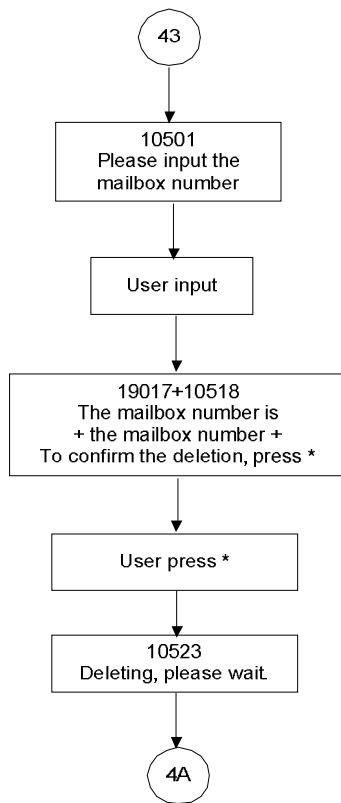 43
10501
Please input the
mailbox number
User input
19017+10518
The mailbox number is
+ the mailbox number +
To confirm the deletion, press *
User press *
10523
Deleting, please wait.
4A